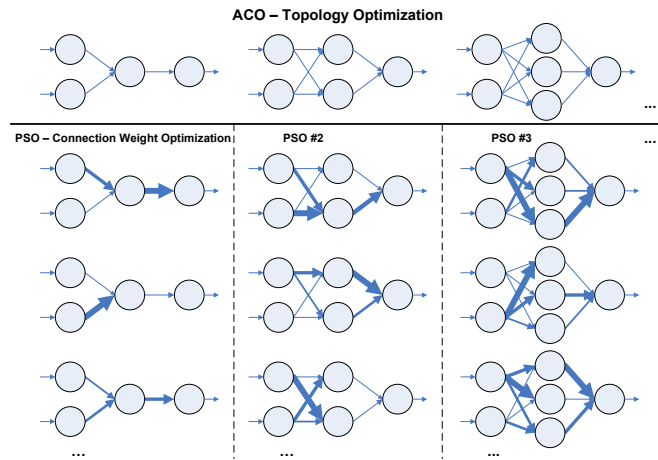 ACO – Topology Optimization
...
PSO – Connection Weight Optimization
PSO #2
PSO #3
...
...
...
...